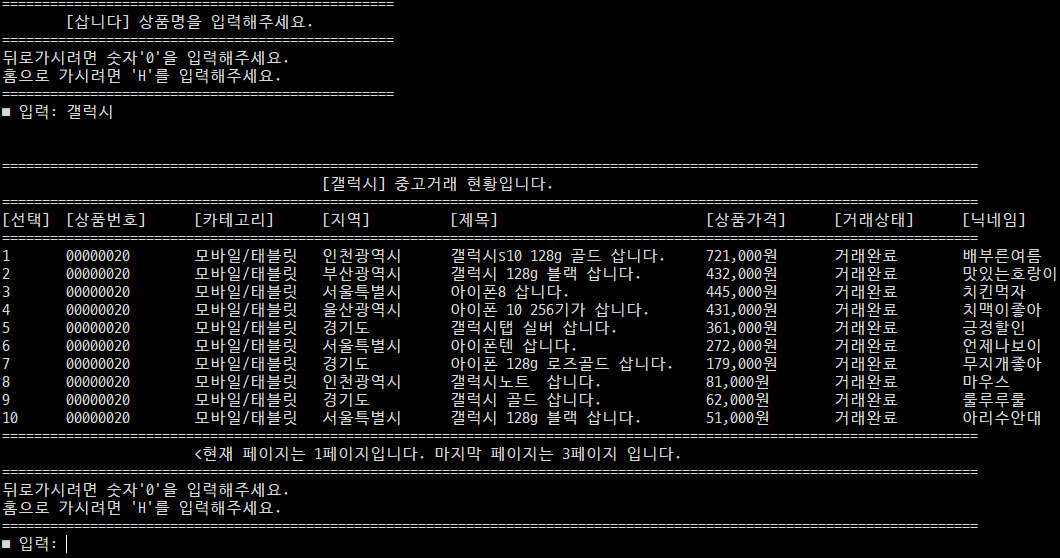 =================================================
[삽니다] 상품명을 입력해주세요.
=================================================
뒤로가시려면 숫자'0'을 입력해주세요.
홈으로 가시려면 'H'를 입력해주세요.
=================================================
■ 입력: 갤럭시
==========================================================================================================================
[갤럭시] 중고거래 현황입니다.
==========================================================================================================================
[선택] [상품번호] [카테고리] [지역] [제목] [상품가격] [거래상태] [닉네임]
==========================================================================================================================
1 00000020 모바일/태블릿 인천광역시 갤럭시s10 128g 골드 삽니다. 721,000원 거래완료 배부른여름
2 00000020 모바일/태블릿 부산광역시 갤럭시 128g 블랙 삽니다. 432,000원 거래완료 맛있는호랑이
3 00000020 모바일/태블릿 서울특별시 아이폰8 삽니다. 445,000원 거래완료 치킨먹자
4 00000020 모바일/태블릿 울산광역시 아이폰 10 256기가 삽니다. 431,000원 거래완료 치맥이좋아
5 00000020 모바일/태블릿 경기도 갤럭시탭 실버 삽니다. 361,000원 거래완료 긍정할인
6 00000020 모바일/태블릿 서울특별시 아이폰텐 삽니다. 272,000원 거래완료 언제나보이
7 00000020 모바일/태블릿 경기도 아이폰 128g 로즈골드 삽니다. 179,000원 거래완료 무지개좋아
8 00000020 모바일/태블릿 인천광역시 갤럭시노트  삽니다. 81,000원 거래완료 마우스
9 00000020 모바일/태블릿 경기도 갤럭시 골드 삽니다. 62,000원 거래완료 룰루루룰
10 00000020 모바일/태블릿 서울특별시 갤럭시 128g 블랙 삽니다. 51,000원 거래완료 아리수안대
==========================================================================================================================
<현재 페이지는 1페이지입니다. 마지막 페이지는 3페이지 입니다.
==========================================================================================================================
뒤로가시려면 숫자'0'을 입력해주세요.
홈으로 가시려면 'H'를 입력해주세요.
==========================================================================================================================
■ 입력: